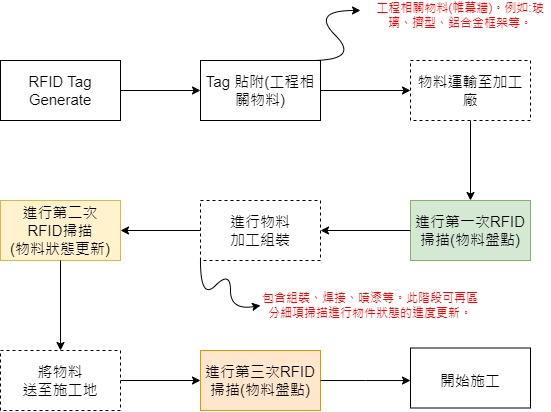 工程相關物料(帷幕牆)。例如:玻
璃、擠型、鋁合金框架等。
RFID Tag
Generate
Tag 貼附(工程相
關物料)
物料運輸至加工
廠
進行第一次RFID
掃描(物料盤點)
進行物料
加工組裝
進行第二次
RFID掃描
(物料狀態更新)
包含組裝、焊接、噴漆等。此階段可再區
分細項掃描進行物件狀態的進度更新。
將物料
送至施工地
進行第三次RFID
掃描(物料盤點)
開始施工